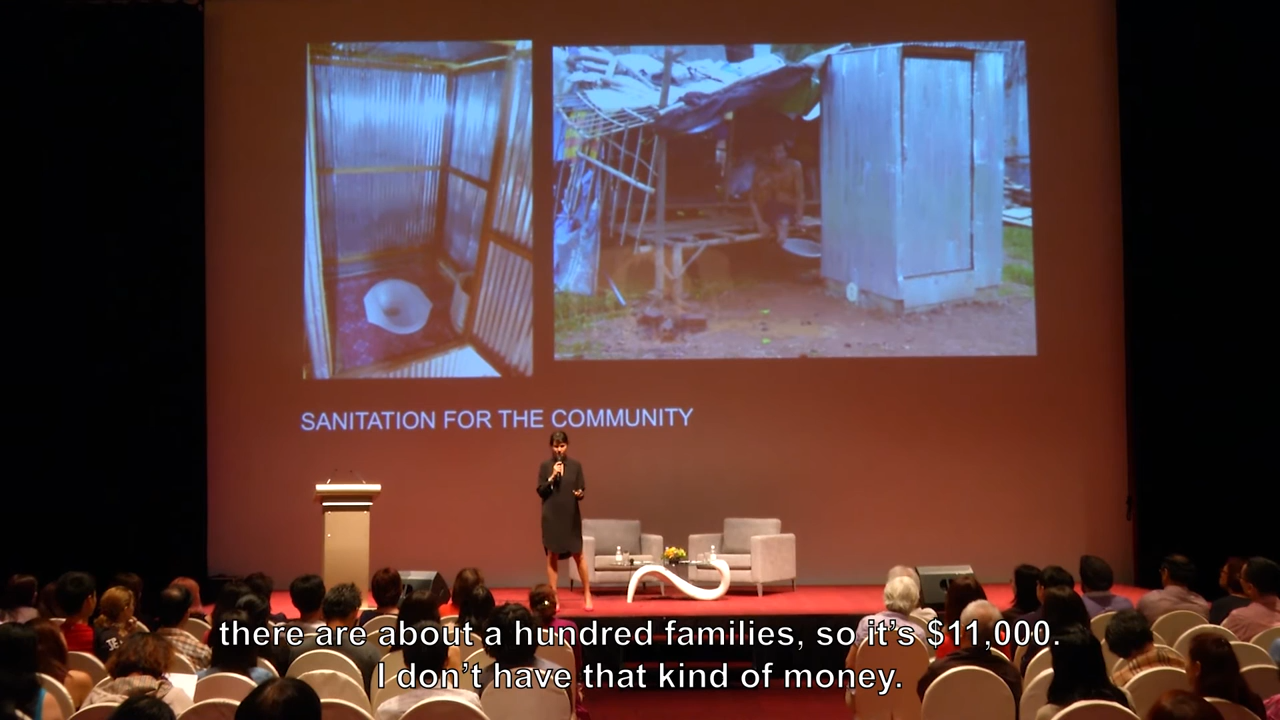 SANITATION FOR THE COMMUNITY
there are about a hundred families, so it's $11,000.
I don't have that kind of money.